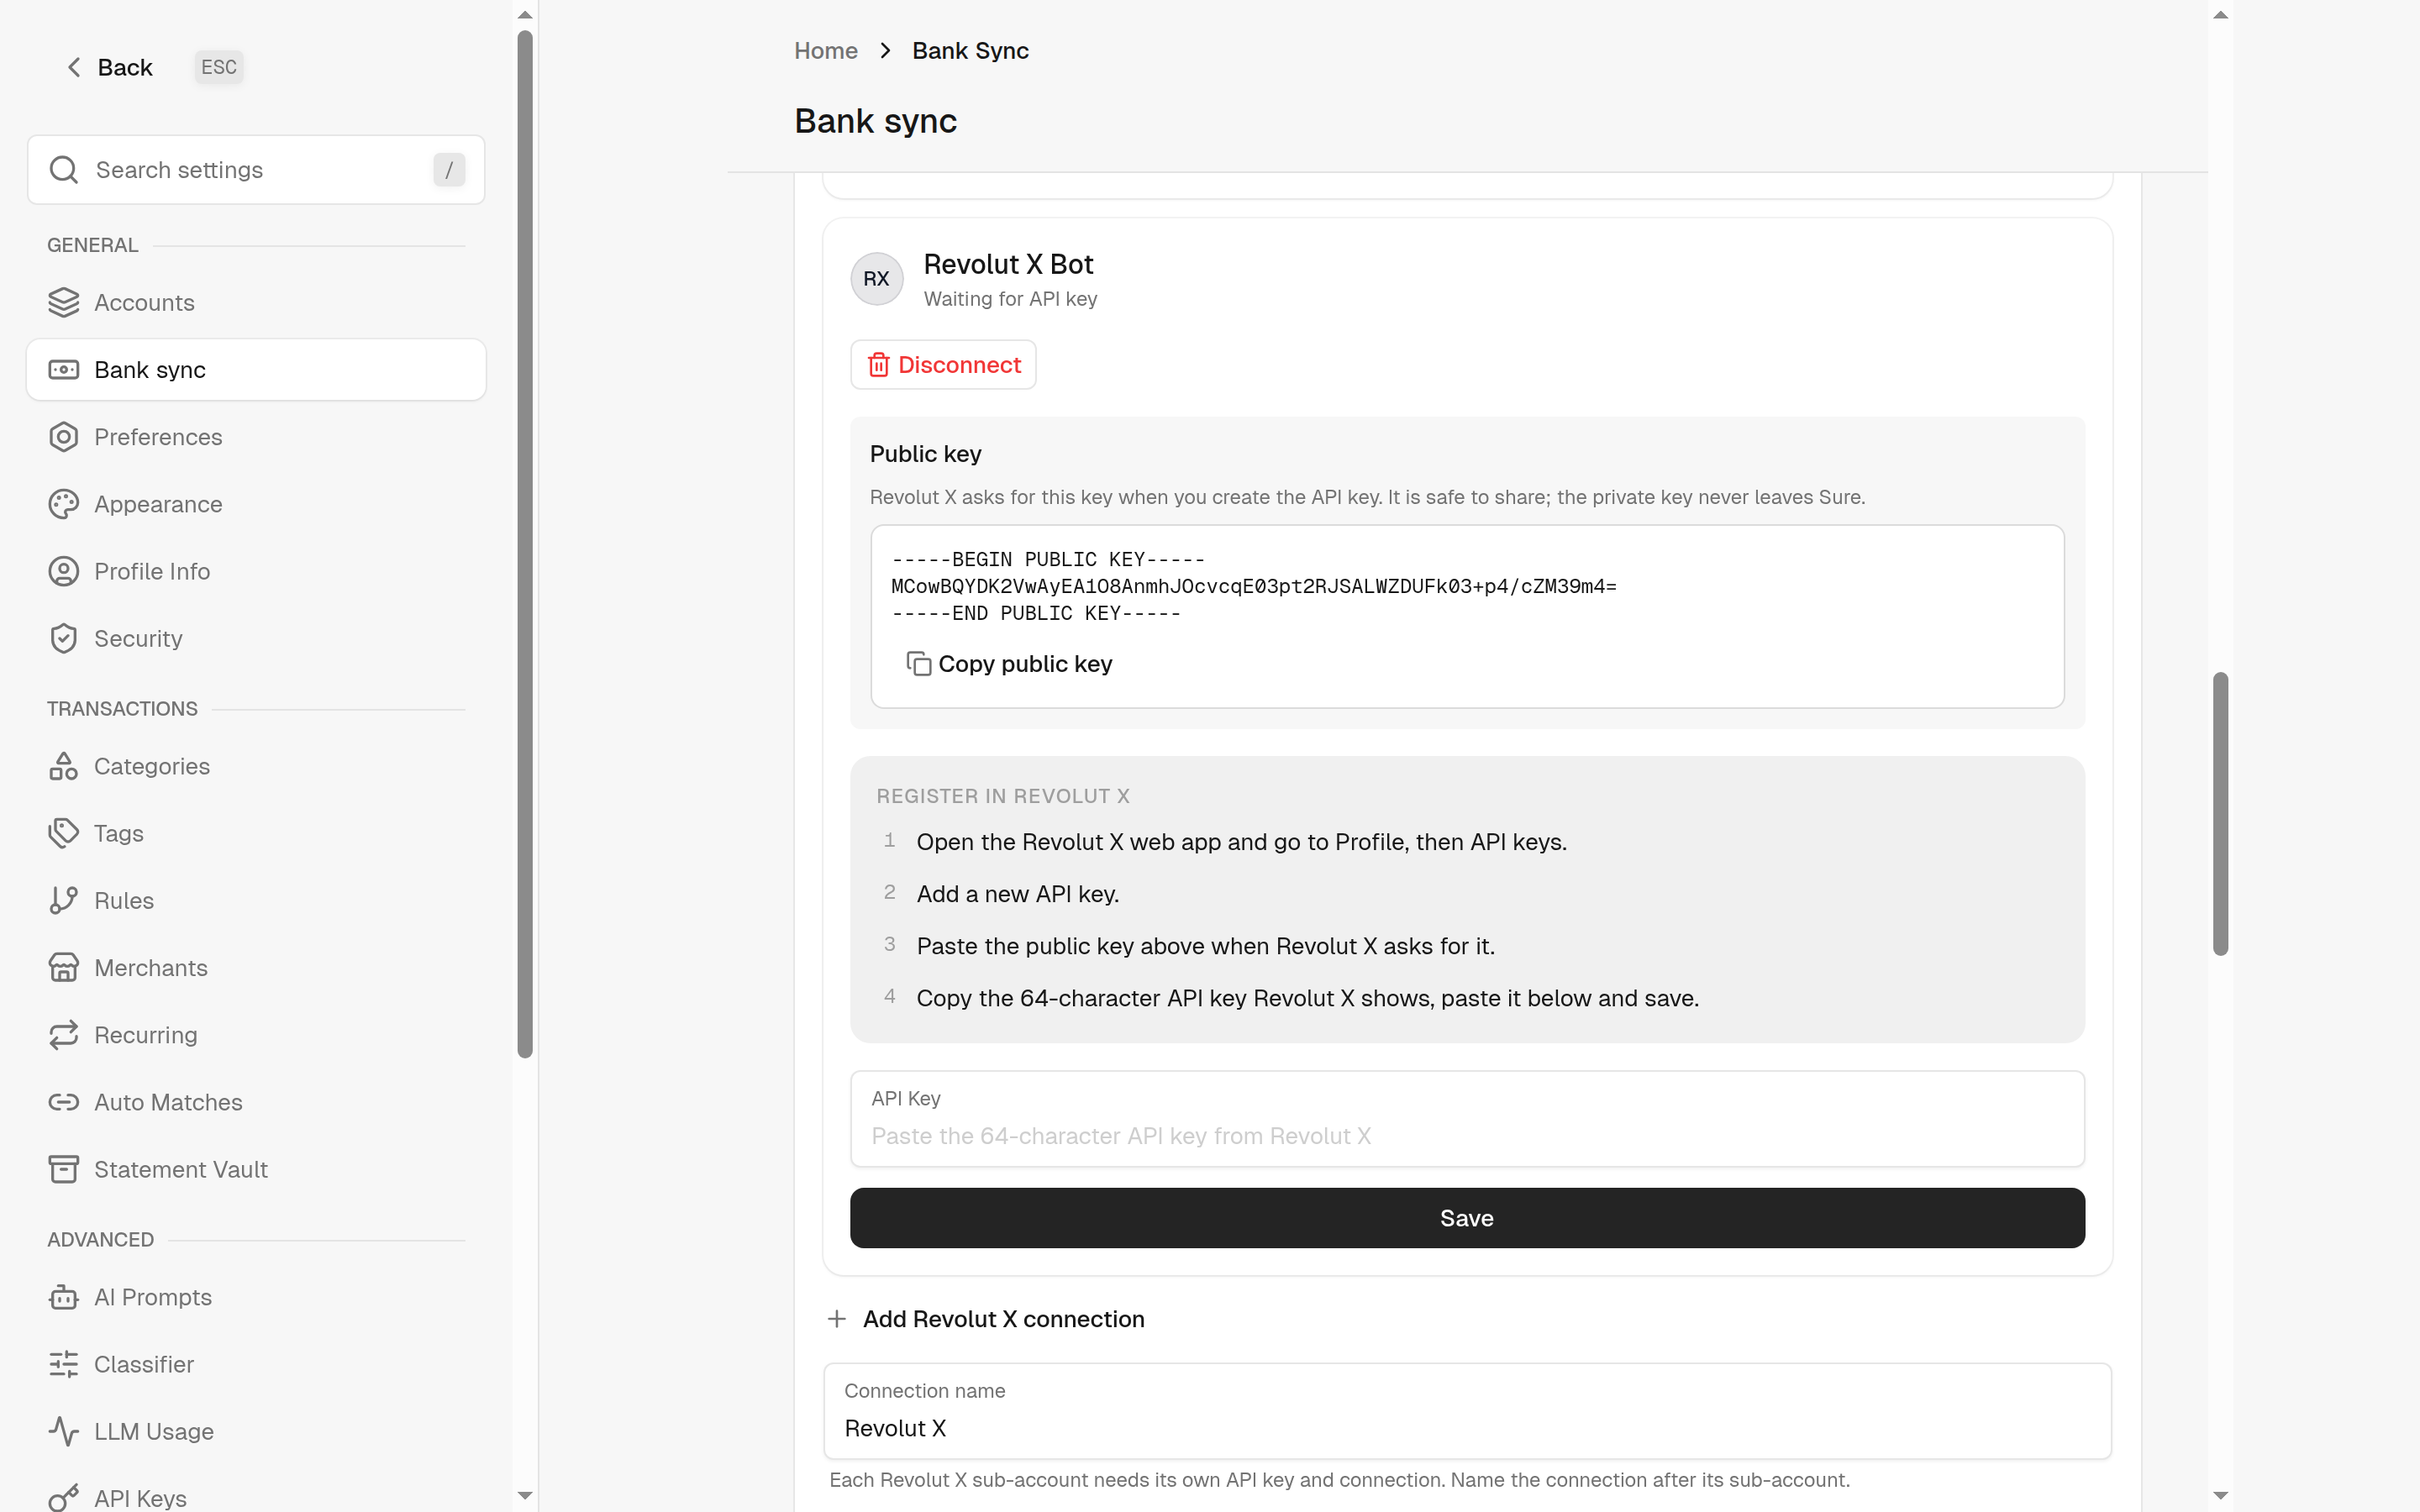 Back ESC
Search settings /
GENERAL
Accounts
Bank sync
Preferences
Appearance
Profile Info
Security
TRANSACTIONS
Categories
Tags
Rules
Merchants
Recurring
Auto Matches
Statement Vault
ADVANCED
AI Prompts
Classifier
LLM Usage
API Keys
Home > Bank Sync
Bank sync
RX
Revolut X Bot
Waiting for API key
Disconnect
Public key
Revolut X asks for this key when you create the API key. It is safe to share; the private key never leaves Sure.
-----BEGIN PUBLIC KEY-----
MCowBQYDK2VwAyEA1O8AnmhJOcvcqE03pt2RJSALWZDUFk03+p4/cZM39m4=
-----END PUBLIC KEY-----
Copy public key
REGISTER IN REVOLUT X
1 Open the Revolut X web app and go to Profile, then API keys.
2 Add a new API key.
3 Paste the public key above when Revolut X asks for it.
4 Copy the 64-character API key Revolut X shows, paste it below and save.
API Key
Paste the 64-character API key from Revolut X
Save
+ Add Revolut X connection
Connection name
Revolut X
Each Revolut X sub-account needs its own API key and connection. Name the connection after its sub-account.